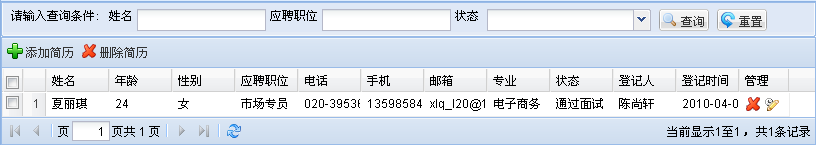 请输入查询条件: 姓名 应聘职位 状态 查询 重置
添加简历 删除简历
姓名 年龄 性别 应聘职位 电话 手机 邮箱 专业 状态 登记人 登记时间 管理
1 夏丽琪 24 女 市场专员 020-3953 13598584 xlq_l20@1 电子商务 通过面试 陈尚轩 2010-04-0
页 1 页共 1 页 当前显示1至1，共1条记录